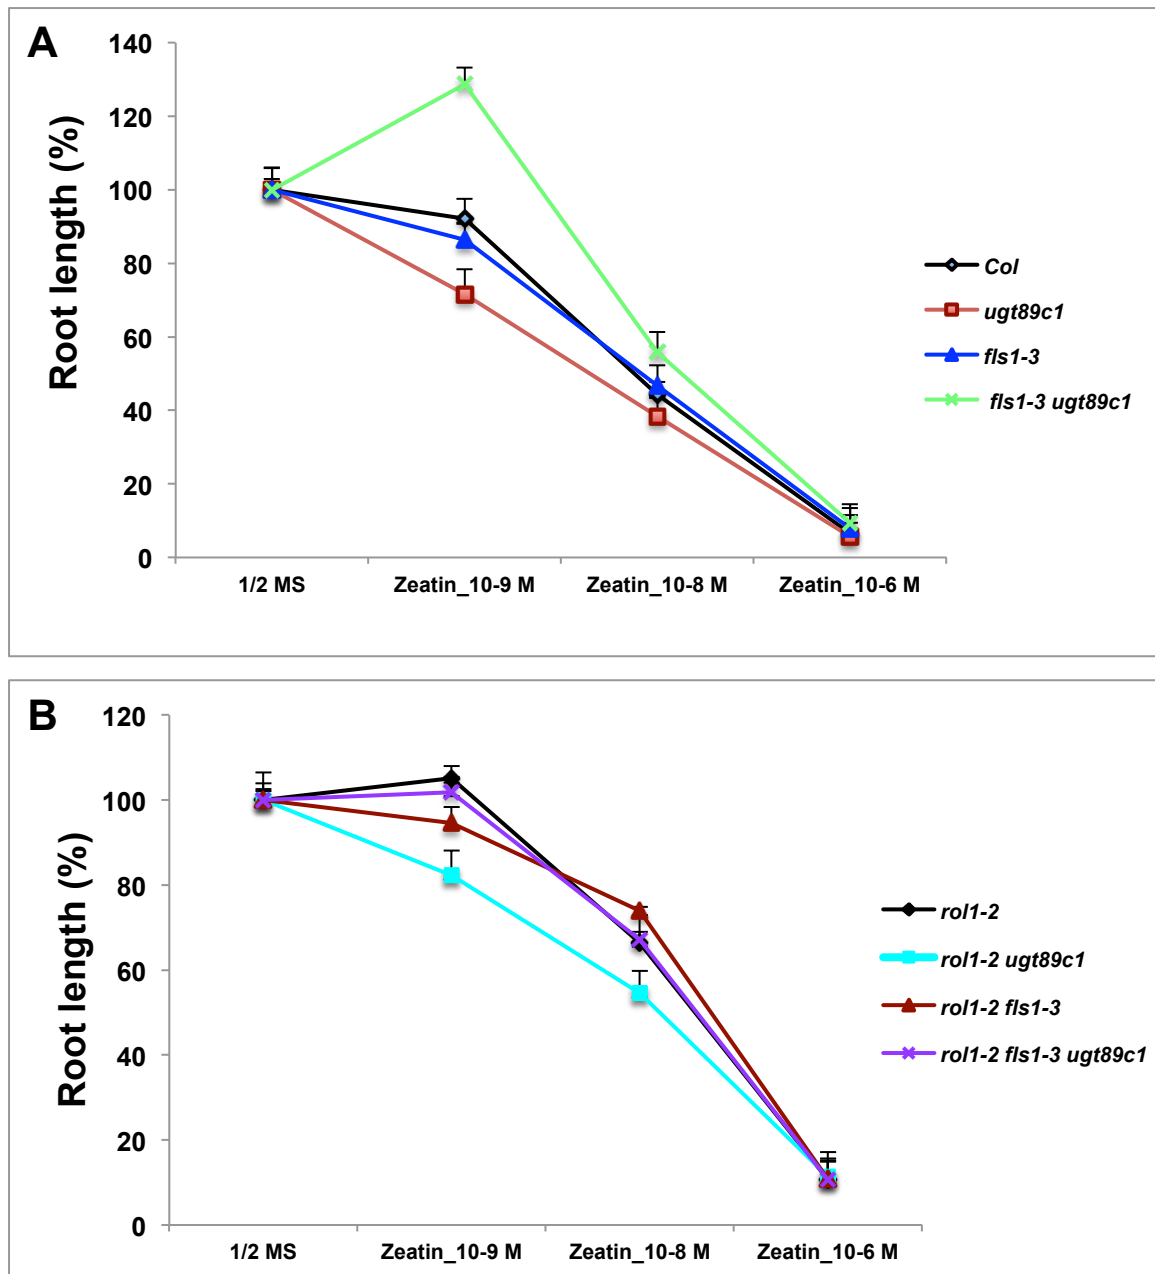 A
140
120
100
80
60
40
20
0
Root length (%)
1/2 MS
Zeatin_10-9 M
Zeatin_10-8 M
Zeatin_10-6 M
Col
ugt89c1
fls1-3
fls1-3 ugt89c1
B
120
100
80
60
40
20
0
Root length (%)
1/2 MS
Zeatin_10-9 M
Zeatin_10-8 M
Zeatin_10-6 M
rol1-2
rol1-2 ugt89c1
rol1-2 fls1-3
rol1-2 fls1-3 ugt89c1